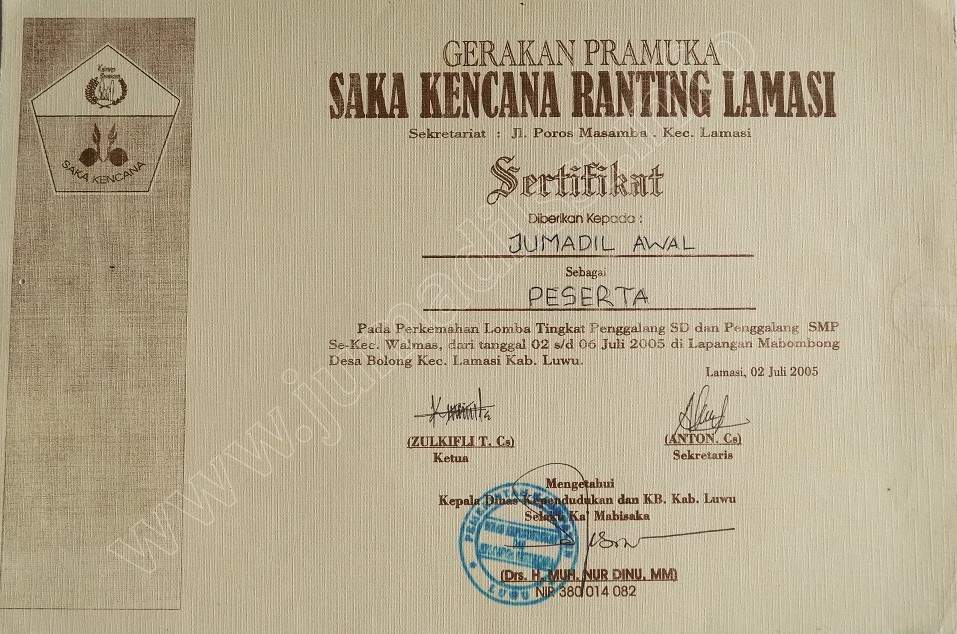 GERAKAN PRAMUKA
SAKA KENCANA RANTING LAMASI
Sekretariat : Jl. Poros Masamba . Kec. Lamasi
Sertifikat
Diberikan Kepada :
JUMADIL AWAL
Sebagai
PESERTA
Pada Perkemahan Lomba Tingkat Penggalang SD dan Penggalang SMP
Se-Kec. Walmas, dari tanggal 02 s/d 06 Juli 2005 di Lapangan Mabombong
Desa Bolong Kec. Lamasi Kab. Luwu.
Lamasi, 02 Juli 2005
(ZULKIFLI T. Cs)
Ketua
(ANTON. Cs)
Sekretaris
Mengetahui
Kepala Dinas Kependudukan dan KB. Kab. Luwu
Selaku Ka' Mabisaka
(Drs. H. MUH. NUR DINU, MM)
NIP 380 014 082
SAKA KENCANA
LUWU